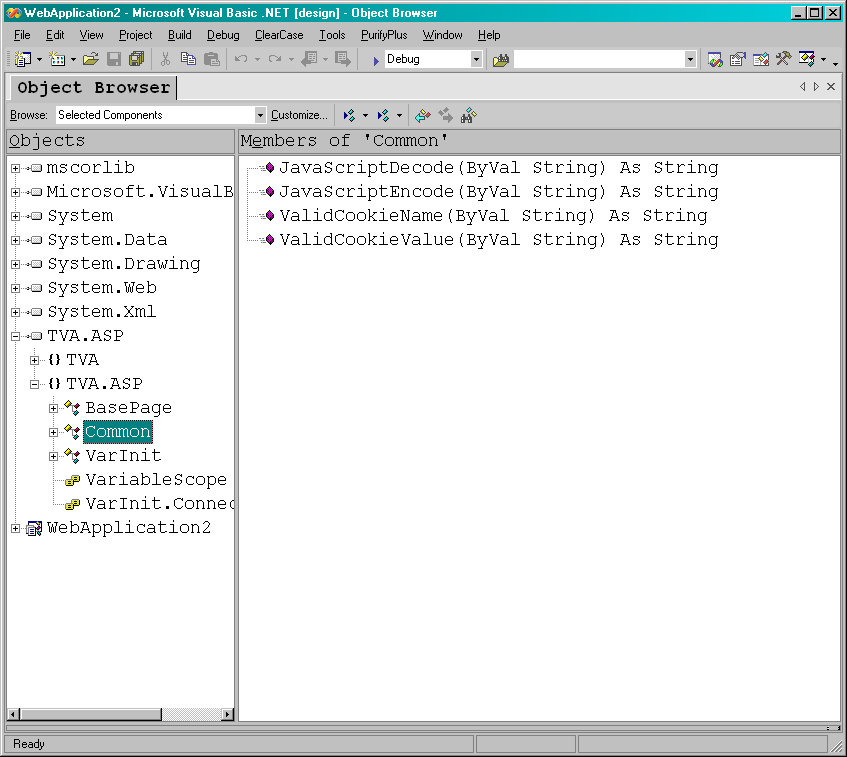 WebApplication2 - Microsoft Visual Basic .NET [design] - Object Browser
File Edit View Project Build Debug ClearCase Tools PurifyPlus Window Help
Debug
Object Browser
Browse: Selected Components Customize...
Objects
Members of 'Common'
mscorlib
Microsoft.VisualB
System
System.Data
System.Drawing
System.Web
System.Xml
TVA.ASP
{} TVA
{} TVA.ASP
BasePage
Common
VarInit
VariableScope
VarInit.Connec
WebApplication2
JavaScriptDecode(ByVal String) As String
JavaScriptEncode(ByVal String) As String
ValidCookieName(ByVal String) As String
ValidCookieValue(ByVal String) As String
Ready